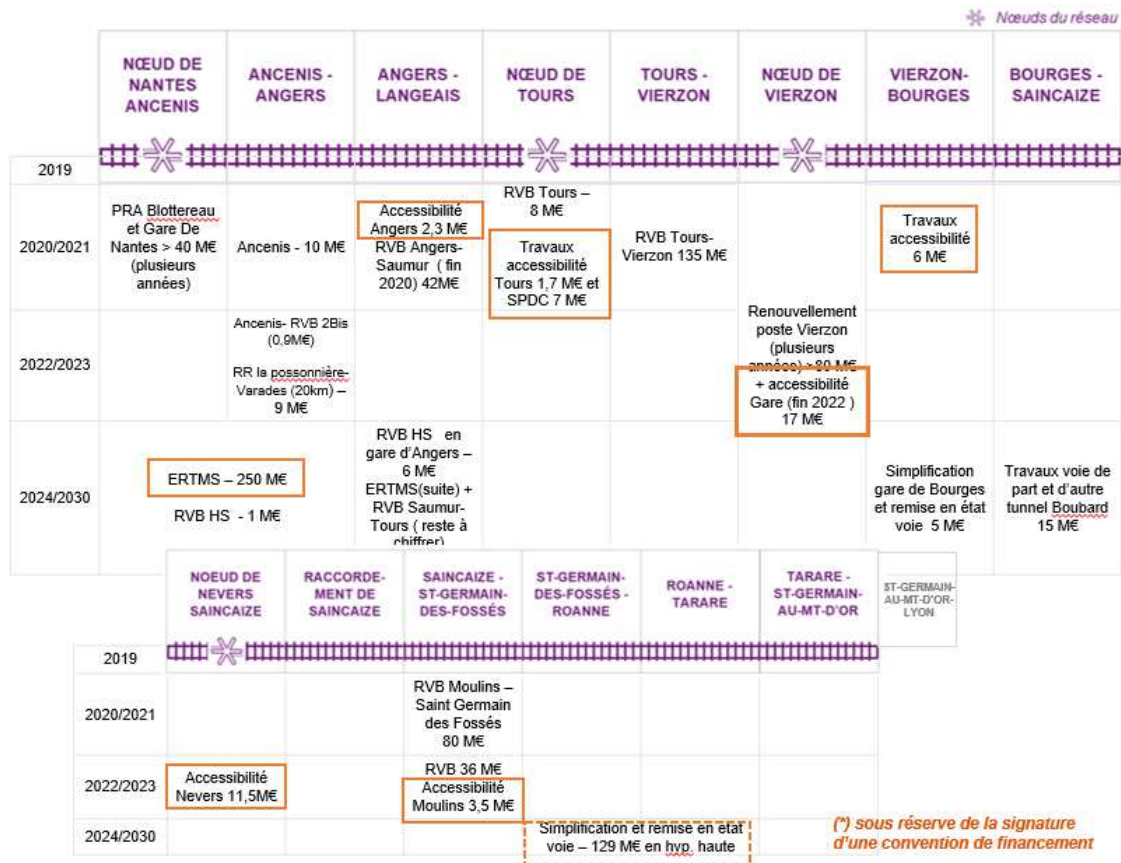 Nœuds du réseau
NŒUD DE
NANTES
ANCENIS
ANCENIS -
ANGERS
ANGERS -
LANGEAIS
NŒUD DE
TOURS
TOURS -
VIERZON
NŒUD DE
VIERZON
VIERZON-
BOURGES
BOURGES -
SAINCAIZE
2019
2020/2021
PRA Blottereau
et Gare De
Nantes > 40 M€
(plusieurs
années)
Ancenis - 10 M€
Accessibilité
Angers 2,3 M€
RVB Angers-
Saumur ( fin
2020) 42M€
RVB Tours –
8 M€
Travaux
accessibilité
Tours 1,7 M€ et
SPDC 7 M€
RVB Tours-
Vierzon 135 M€
Travaux
accessibilité
6 M€
2022/2023
Ancenis- RVB 2Bis
(0,9M€)
RR la possonnière-
Varades (20km) –
9 M€
Renouvellement
poste Vierzon
(plusieurs
années) >80 M€
+ accessibilité
Gare (fin 2022 )
17 M€
2024/2030
ERTMS – 250 M€
RVB HS - 1 M€
RVB HS en
gare d'Angers –
6 M€
ERTMS(suite) +
RVB Saumur-
Tours ( reste à
chiffrer)
Simplification
gare de Bourges
et remise en état
voie 5 M€
Travaux voie de
part et d'autre
tunnel Boubard
15 M€
NOEUD DE
NEVERS
SAINCAIZE
RACCORDE-
MENT DE
SAINCAIZE
SAINCAIZE -
ST-GERMAIN-
DES-FOSSÉS
ST-GERMAIN-
DES-FOSSÉS -
ROANNE
ROANNE -
TARARE
TARARE -
ST-GERMAIN-
AU-MT-D'OR
ST-GERMAIN-
AU-MT-D'OR-
LYON
2019
2020/2021
RVB Moulins –
Saint Germain
des Fossés
80 M€
2022/2023
Accessibilité
Nevers 11,5M€
RVB 36 M€
Accessibilité
Moulins 3,5 M€
2024/2030
Simplification et remise en état
voie – 129 M€ en hyp. haute
(*) sous réserve de la signature
d'une convention de financement